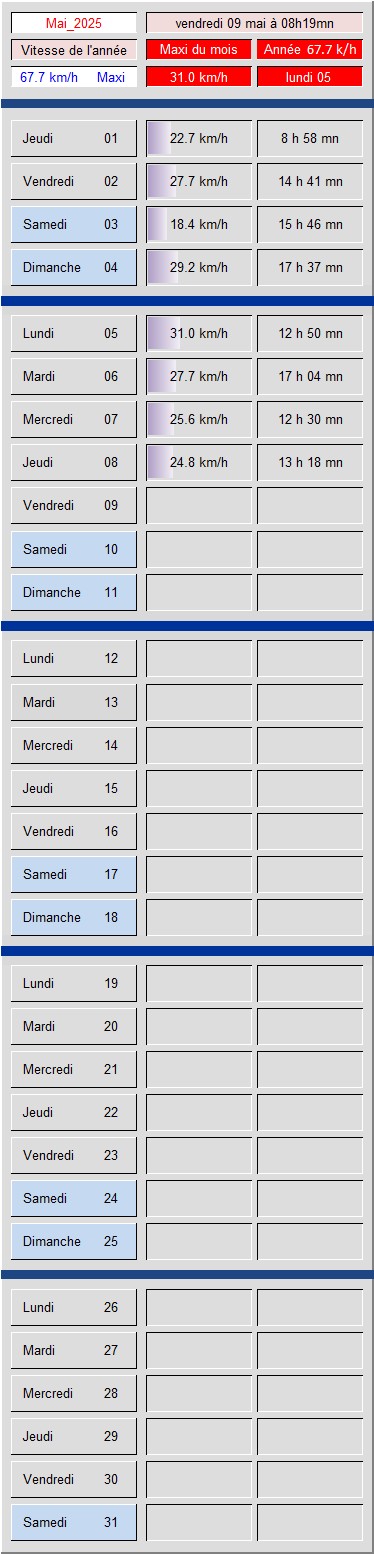 Mai_2025 vendredi 09 mai à 08h19mn
Vitesse de l'année Maxi du mois Année 67.7 k/h
67.7 km/h Maxi 31.0 km/h lundi 05
Jeudi 01 22.7 km/h 8 h 58 mn
Vendredi 02 27.7 km/h 14 h 41 mn
Samedi 03 18.4 km/h 15 h 46 mn
Dimanche 04 29.2 km/h 17 h 37 mn
Lundi 05 31.0 km/h 12 h 50 mn
Mardi 06 27.7 km/h 17 h 04 mn
Mercredi 07 25.6 km/h 12 h 30 mn
Jeudi 08 24.8 km/h 13 h 18 mn
Vendredi 09
Samedi 10
Dimanche 11
Lundi 12
Mardi 13
Mercredi 14
Jeudi 15
Vendredi 16
Samedi 17
Dimanche 18
Lundi 19
Mardi 20
Mercredi 21
Jeudi 22
Vendredi 23
Samedi 24
Dimanche 25
Lundi 26
Mardi 27
Mercredi 28
Jeudi 29
Vendredi 30
Samedi 31